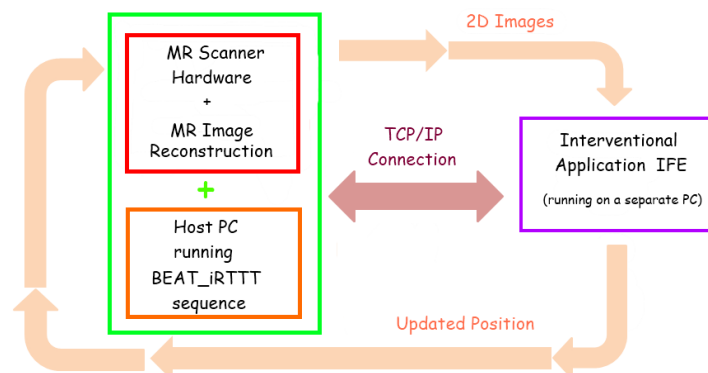 2D Images
MR Scanner
Hardware
+
MR Image
Reconstruction
+
Host PC
running
BEAT_iRTTT
sequence
TCP/IP
Connection
Interventional
Application IFE
(running on a separate PC)
Updated Position